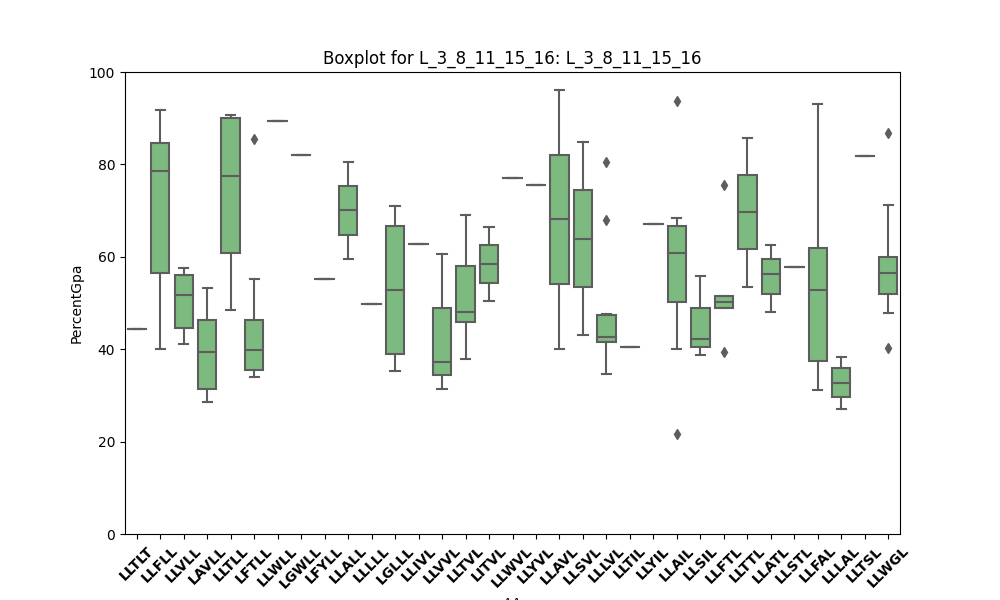 Boxplot for L_3_8_11_15_16: L_3_8_11_15_16
PercentGpa
100
80
60
40
20
0
LLTLT
LLFLL
LLVLL
LAVLL
LLTLL
LFTLL
LLWLL
LGWLL
LFYLL
LLALL
LLLLL
LGLLL
LLIVL
LLVVL
LLTVL
LITVL
LLWVL
LLYVL
LLAVL
LLSVL
LLLVL
LLTIL
LLYIL
LLAIL
LLSIL
LLFTL
LLTTL
LLATL
LLSTL
LLFAL
LLLAL
LLTSL
LLWGL